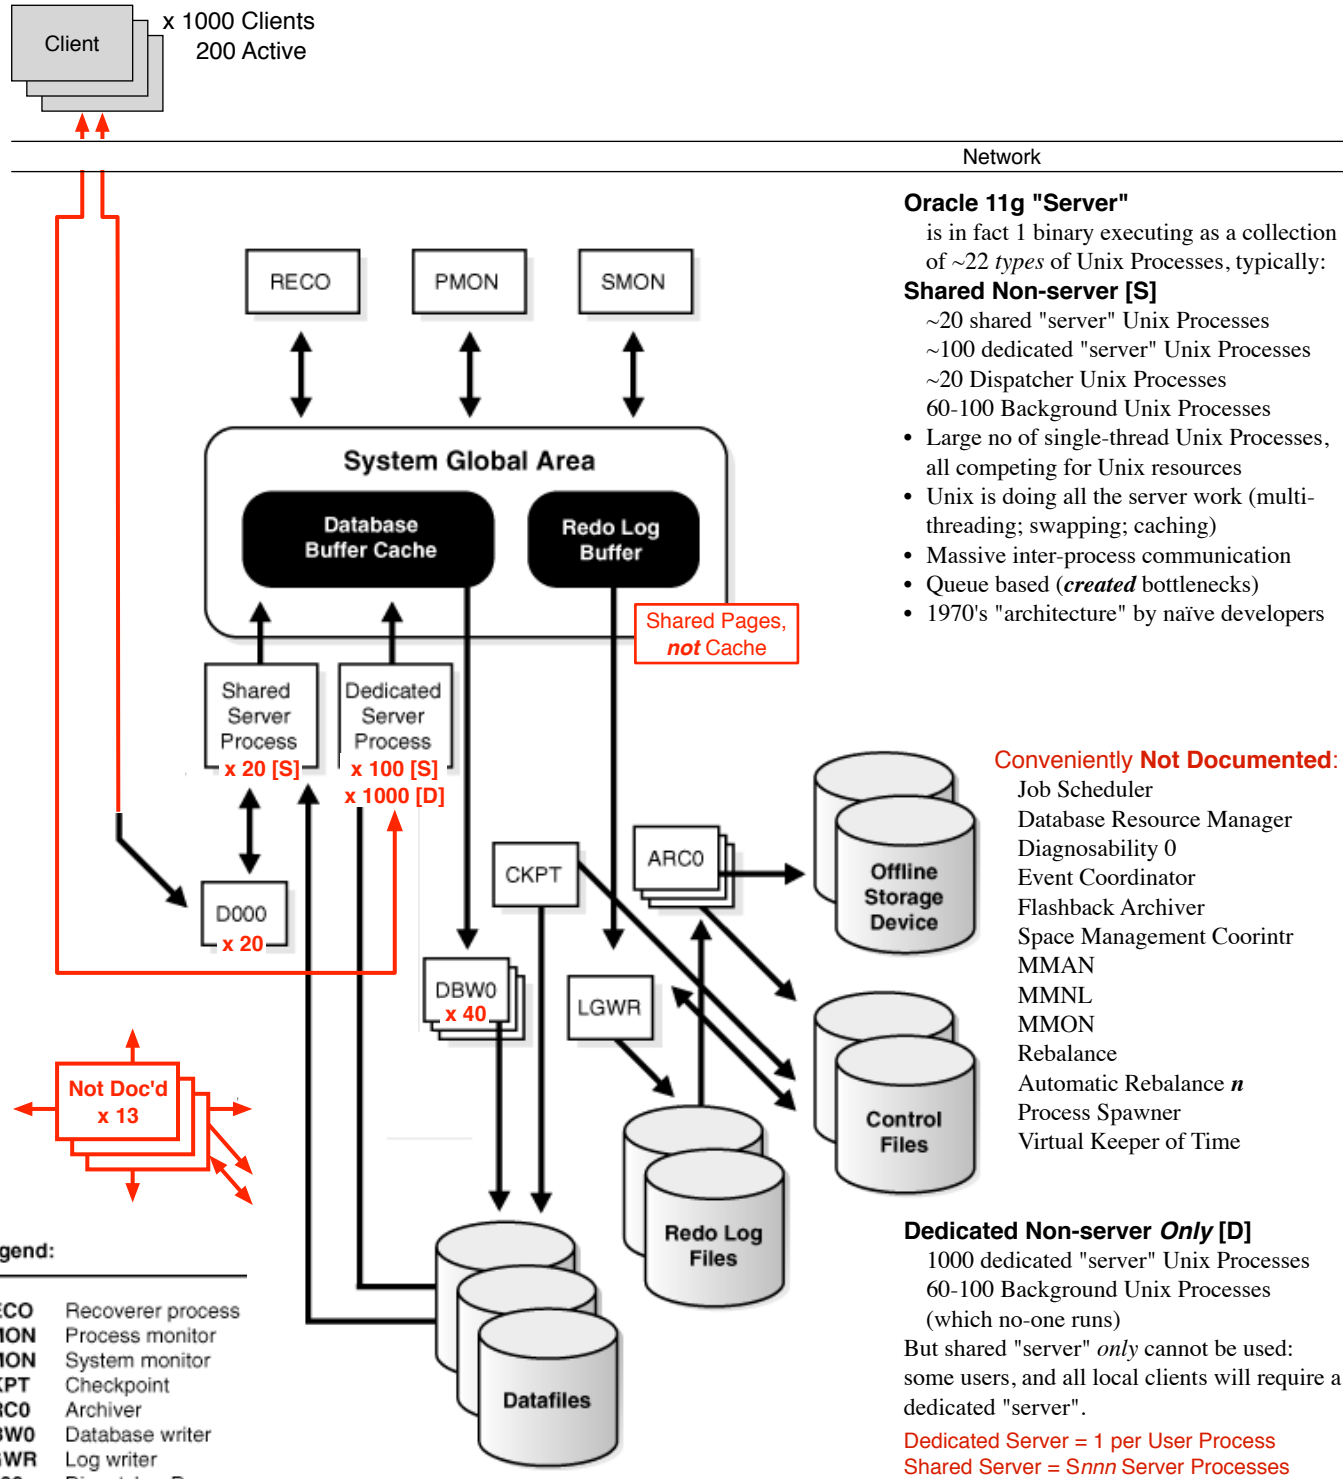 Client
x 1000 Clients
200 Active
Network
Oracle 11g "Server"
is in fact 1 binary executing as a collection
of ~22 types of Unix Processes, typically:
Shared Non-server [S]
~20 shared "server" Unix Processes
~100 dedicated "server" Unix Processes
~20 Dispatcher Unix Processes
60-100 Background Unix Processes
• Large no of single-thread Unix Processes,
all competing for Unix resources
• Unix is doing all the server work (multi-
threading; swapping; caching)
• Massive inter-process communication
• Queue based (created bottlenecks)
• 1970's "architecture" by naïve developers
RECO
PMON
SMON
System Global Area
Database
Buffer Cache
Redo Log
Buffer
Shared Pages,
not Cache
Shared
Server
Process
x 20 [S]
Dedicated
Server
Process
x 100 [S]
x 1000 [D]
D000
x 20
CKPT
ARC0
DBW0
x 40
LGWR
Offline
Storage
Device
Control
Files
Redo Log
Files
Datafiles
Not Doc'd
x 13
Conveniently Not Documented:
Job Scheduler
Database Resource Manager
Diagnosability 0
Event Coordinator
Flashback Archiver
Space Management Coorintr
MMAN
MMNL
MMON
Rebalance
Automatic Rebalance n
Process Spawner
Virtual Keeper of Time
Dedicated Non-server Only [D]
1000 dedicated "server" Unix Processes
60-100 Background Unix Processes
(which no-one runs)
But shared "server" only cannot be used:
some users, and all local clients will require a
dedicated "server".
Dedicated Server = 1 per User Process
Shared Server = Snnn Server Processes
gend:
ECO Recoverer process
MON Process monitor
MON System monitor
KPT Checkpoint
RC0 Archiver
BW0 Database writer
GWR Log writer